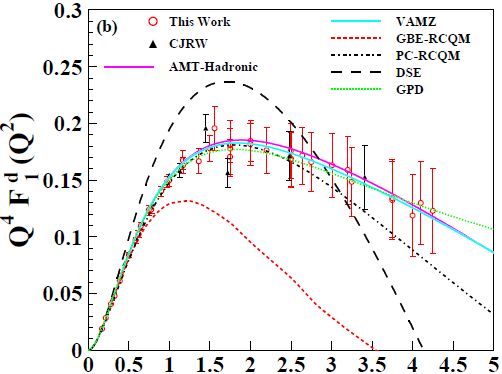 0.3
(b)
This Work
CJRW
AMT-Hadronic
VAMZ
GBE-RCQM
PC-RCQM
DSE
GPD
0.25
0.2
0.15
0.1
0.05
0
Q⁴ F₁ᵈ (Q²)
0 0.5 1 1.5 2 2.5 3 3.5 4 4.5 5